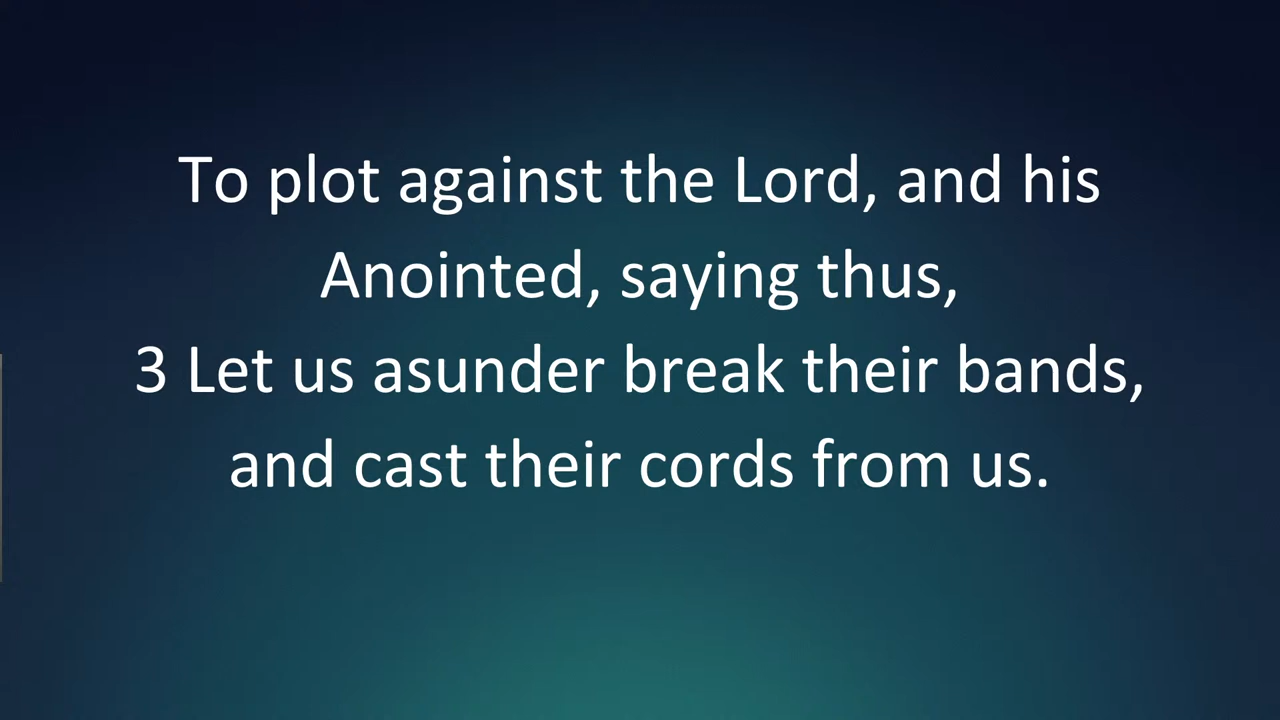 To plot against the Lord, and his
Anointed, saying thus,
3 Let us asunder break their bands,
and cast their cords from us.